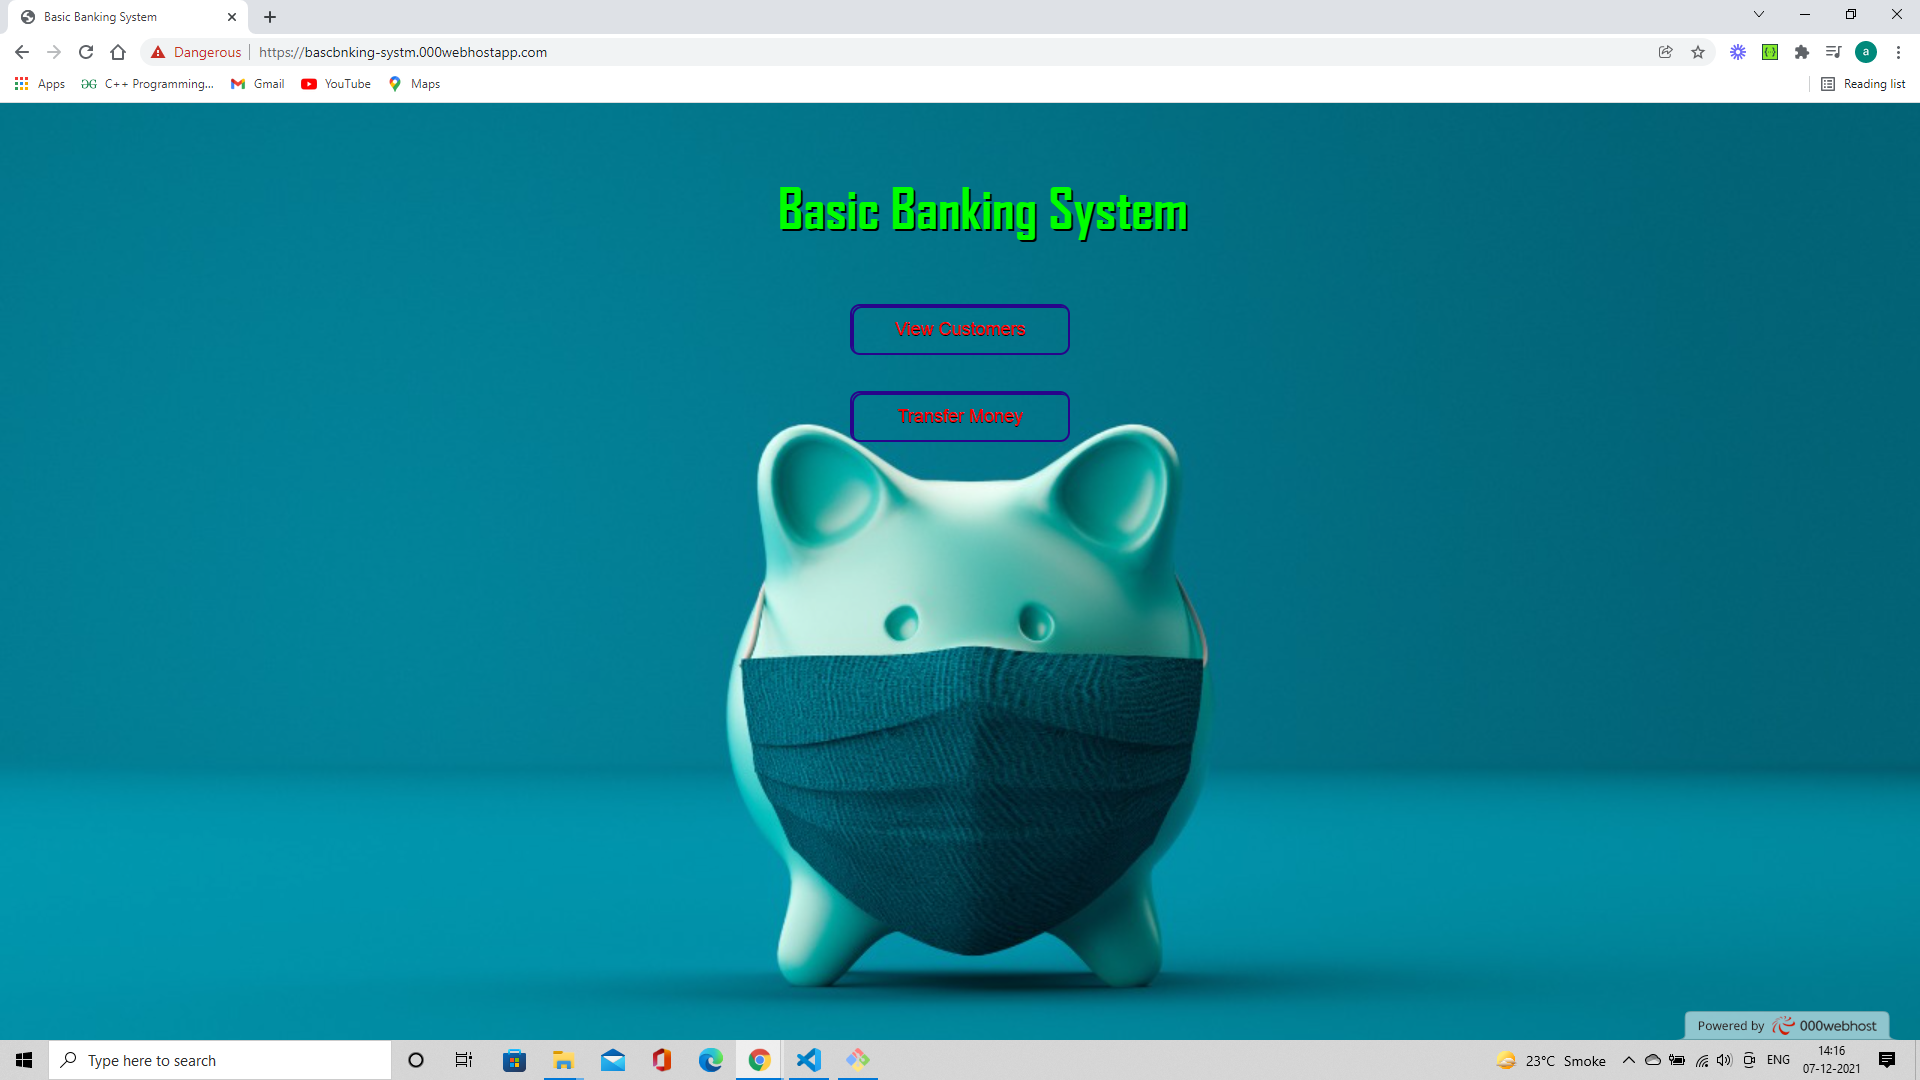 Basic Banking System
Dangerous
https://bascbnking-systm.000webhostapp.com
a
Apps
C++ Programming...
Gmail
YouTube
Maps
Reading list
Basic Banking System
View Customers
Transfer Money
Powered by 000webhost
Type here to search
23°C Smoke
ENG
14:16
07-12-2021